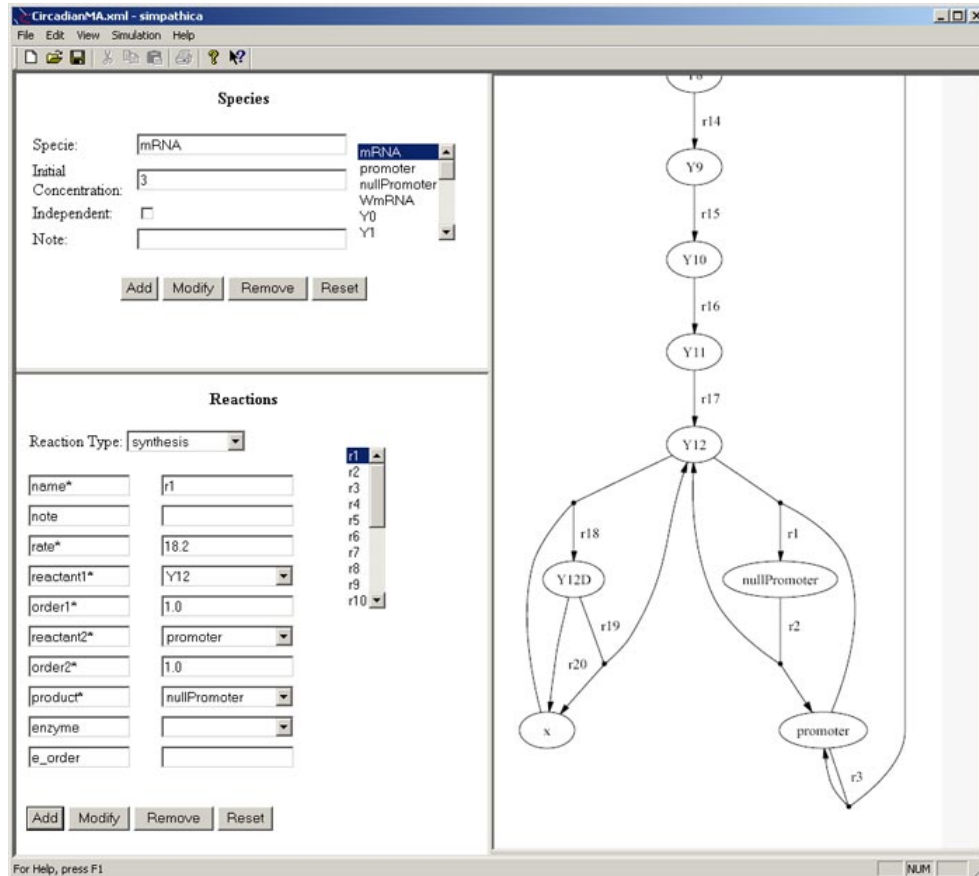 CircadianMA.xml - simpathica
File Edit View Simulation Help
Species
Specie:
mRNA
Initial
Concentration:
3
Independent:
Note:
mRNA
promoter
nullPromoter
WmRNA
Y0
Y1
Add Modify Remove Reset
Reactions
Reaction Type: synthesis
name* r1
note
rate* 18.2
reactant1* Y12
order1* 1.0
reactant2* promoter
order2* 1.0
product* nullPromoter
enzyme
e_order
r1
r2
r3
r4
r5
r6
r7
r8
r9
r10
Add Modify Remove Reset
r14
Y9
r15
Y10
r16
Y11
r17
Y12
r18
r1
Y12D
nullPromoter
r19
r2
r20
x
promoter
r3
For Help, press F1
NUM